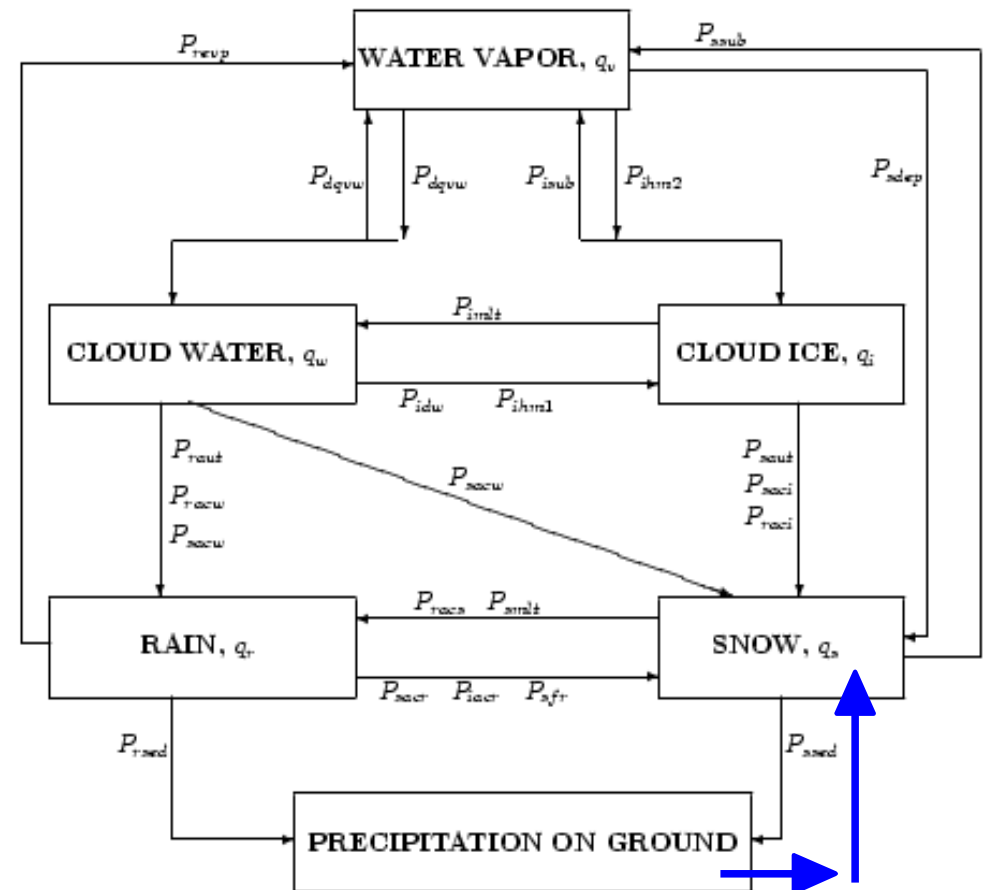 P_revp
P_ssub
WATER VAPOR, q_v
P_sdep
P_dqvw
P_dqvw
P_isub
P_ihm2
P_imlt
CLOUD WATER, q_w
CLOUD ICE, q_i
P_idw P_ihm1
P_raut
P_racw
P_sacw
P_sacw
P_saut
P_saci
P_raci
P_racs P_smlt
RAIN, q_r
SNOW, q_s
P_sacr P_iacr P_sfr
P_rsed
P_ssed
PRECIPITATION ON GROUND